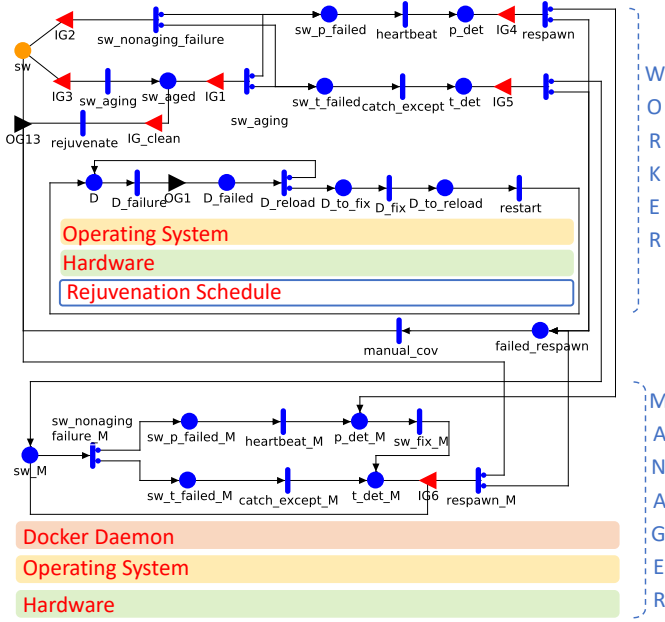 IG2
sw_nonaging_failure
sw_p_failed
heartbeat
p_det
IG4
respawn
sw
IG3
sw_aging
sw_aged
IG1
sw_aging
sw_t_failed
catch_except
t_det
IG5
OG13
rejuvenate
IG_clean
D
D_failure
OG1
D_failed
D_reload
D_to_fix
D_fix
D_to_reload
restart
Operating System
Hardware
Rejuvenation Schedule
WORKER
manual_cov
failed_respawn
sw_nonaging
failure_M
sw_p_failed_M
heartbeat_M
p_det_M
sw_fix_M
sw_M
sw_t_failed_M
catch_except_M
t_det_M
IG6
respawn_M
Docker Daemon
Operating System
Hardware
MANAGER